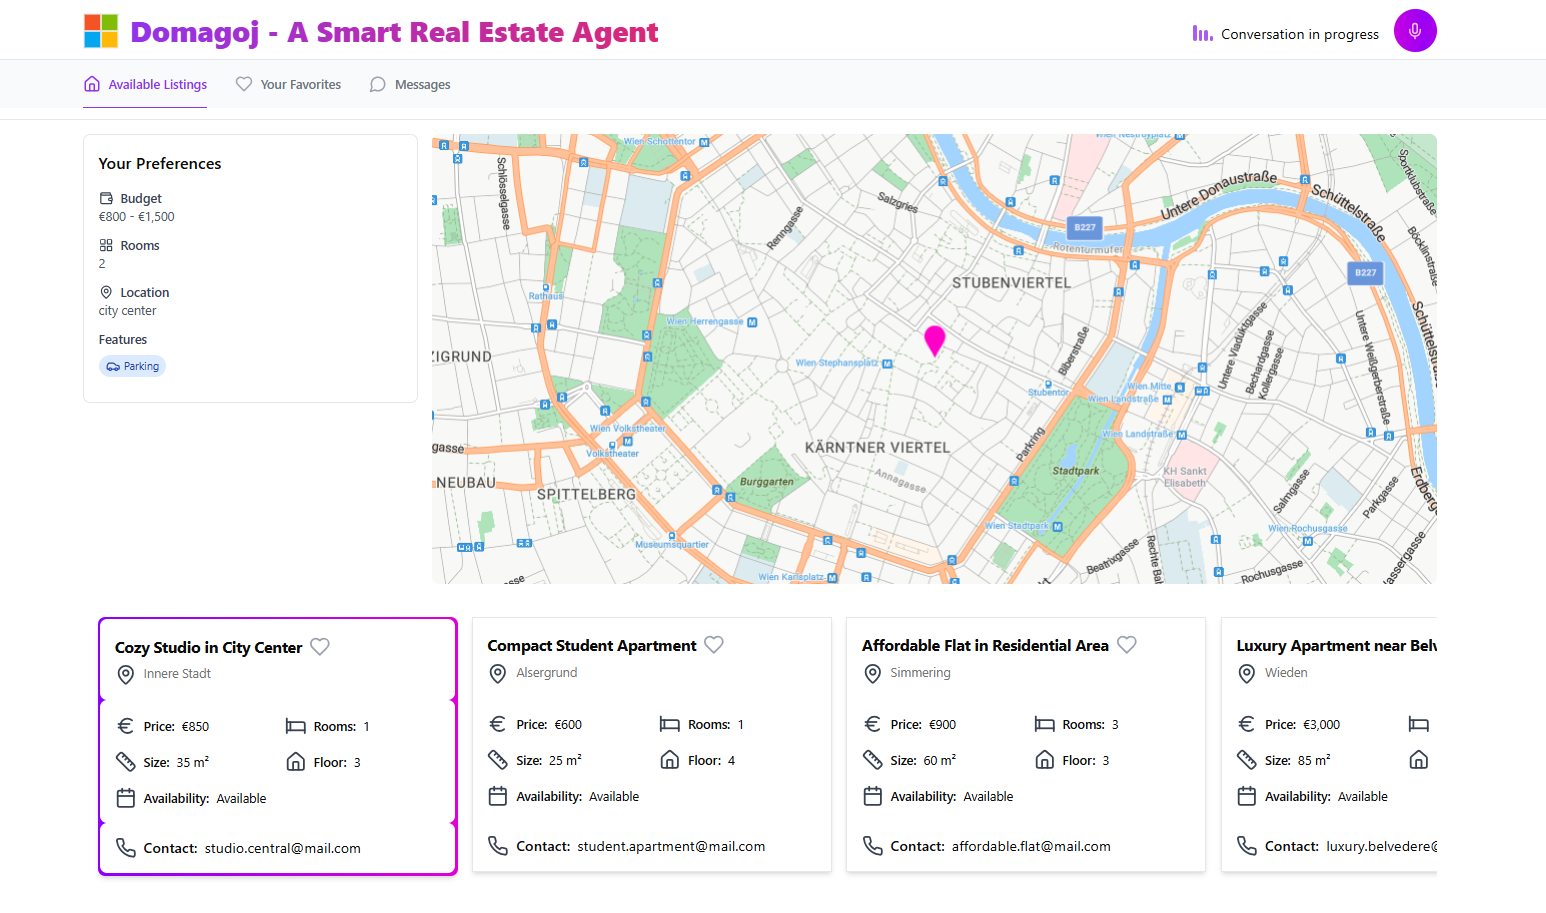 Domagoj - A Smart Real Estate Agent
Conversation in progress
Available Listings
Your Favorites
Messages
Your Preferences
Budget
€800 - €1,500
Rooms
2
Location
city center
Features
Parking
Wien Schottentor
Schlösselgasse
Salzgries
Renngasse
Untere Donaustraße
Schüttelstraße
Sportklubstraße
Böcklinstraße
B227
Rotenturmufer
B227
STUBENVIERTEL
Rathaus
Wien Herrengasse
ZIGRUND
Wien Stephansplatz
Biberstraße
Untere Viaduktgasse
Bechardgasse
Kollergasse
Untere Weißgerberstraße
Schüttelstraße
Stubentor
Wien Mitte
Wien Landstraße
Wien Landstraße
Wien Volkstheater
Volkstheater
gasse
KÄRNTNER VIERTEL
Parkring
Stadtpark
KH Sankt
Elisabeth
Annagasse
Burggarten
NEUBAU
SPITTELBERG
Salmgasse
Parkgasse
Erdberge
Wien Stadtpark
Wien Rochusgasse
Museumsquartier
Beatrixgasse
Rechte Bah
Rochusgasse
lassergasse
Wien Karlsplatz
Cozy Studio in City Center
Innere Stadt
Price: €850
Rooms: 1
Size: 35 m²
Floor: 3
Availability: Available
Contact: studio.central@mail.com
Compact Student Apartment
Alsergrund
Price: €600
Rooms: 1
Size: 25 m²
Floor: 4
Availability: Available
Contact: student.apartment@mail.com
Affordable Flat in Residential Area
Simmering
Price: €900
Rooms: 3
Size: 60 m²
Floor: 3
Availability: Available
Contact: affordable.flat@mail.com
Luxury Apartment near Belv
Wieden
Price: €3,000
Size: 85 m²
Availability: Available
Contact: luxury.belvedere@